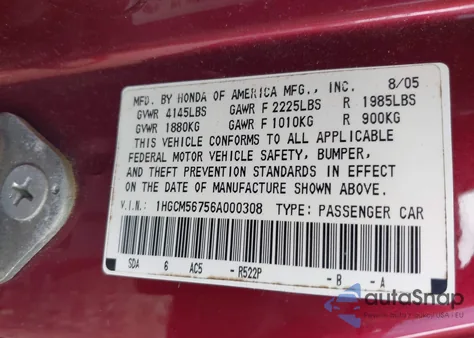 MFD. BY HONDA OF AMERICA MFG., INC. 8/05
GVWR 4145LBS GAWR F 2225LBS R 1985LBS
GVWR 1880KG GAWR F 1010KG R 900KG
THIS VEHICLE CONFORMS TO ALL APPLICABLE
FEDERAL MOTOR VEHICLE SAFETY, BUMPER,
AND THEFT PREVENTION STANDARDS IN EFFECT
ON THE DATE OF MANUFACTURE SHOWN ABOVE.
V.I.N.: 1HGCM56756A000308 TYPE: PASSENGER CAR
SDA 6 AC5 - R522P - B - A
autoSnap